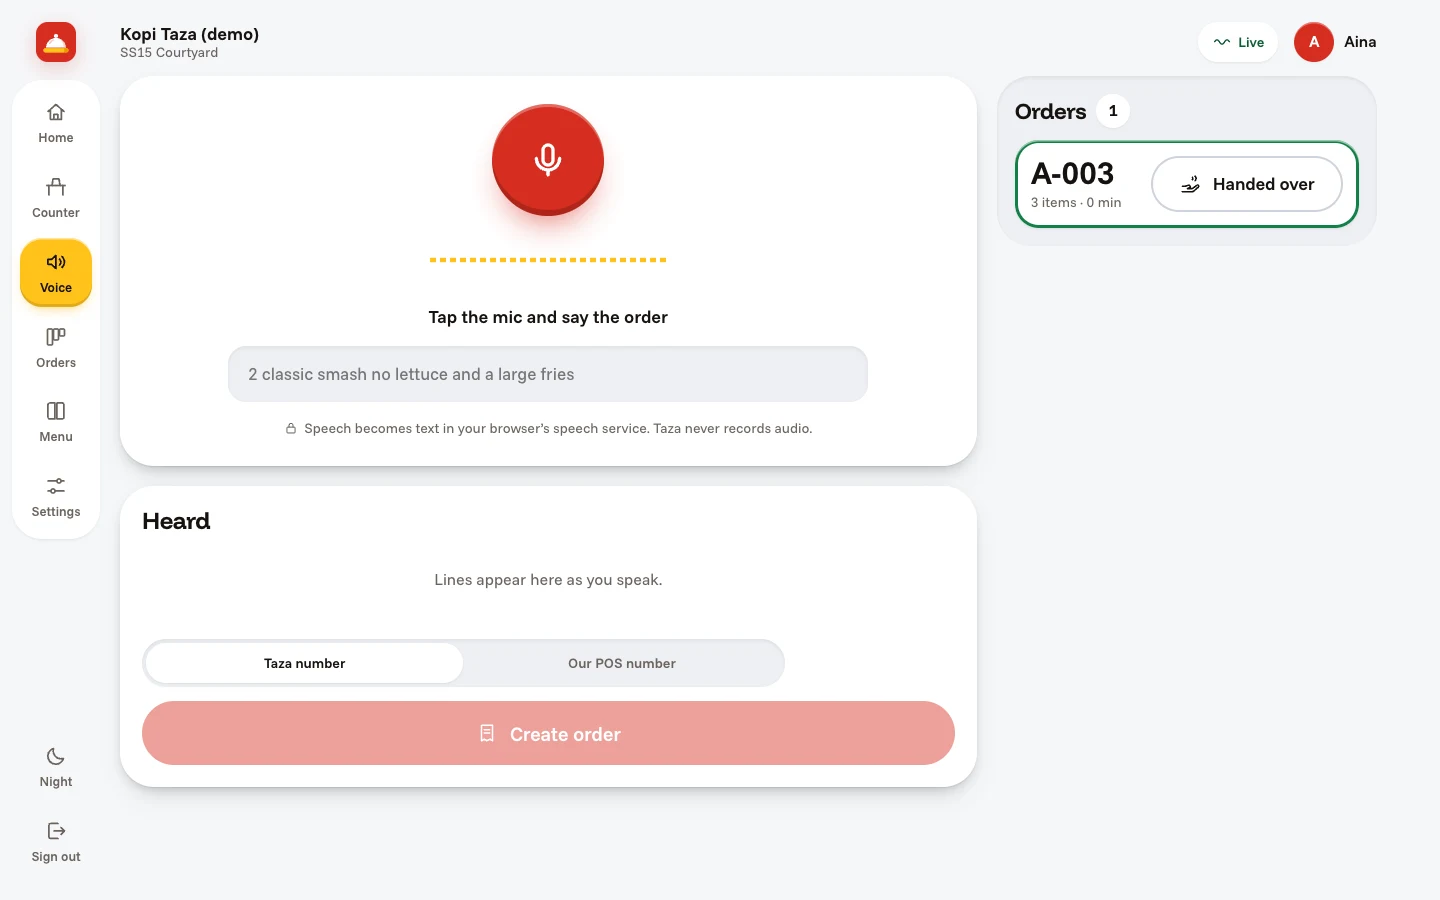 Kopi Taza (demo)
SS15 Courtyard
Live
A
Aina
Home
Counter
Voice
Orders
Menu
Settings
Night
Sign out
Tap the mic and say the order
2 classic smash no lettuce and a large fries
Speech becomes text in your browser’s speech service. Taza never records audio.
Heard
Lines appear here as you speak.
Taza number
Our POS number
Create order
Orders
1
A-003
3 items · 0 min
Handed over